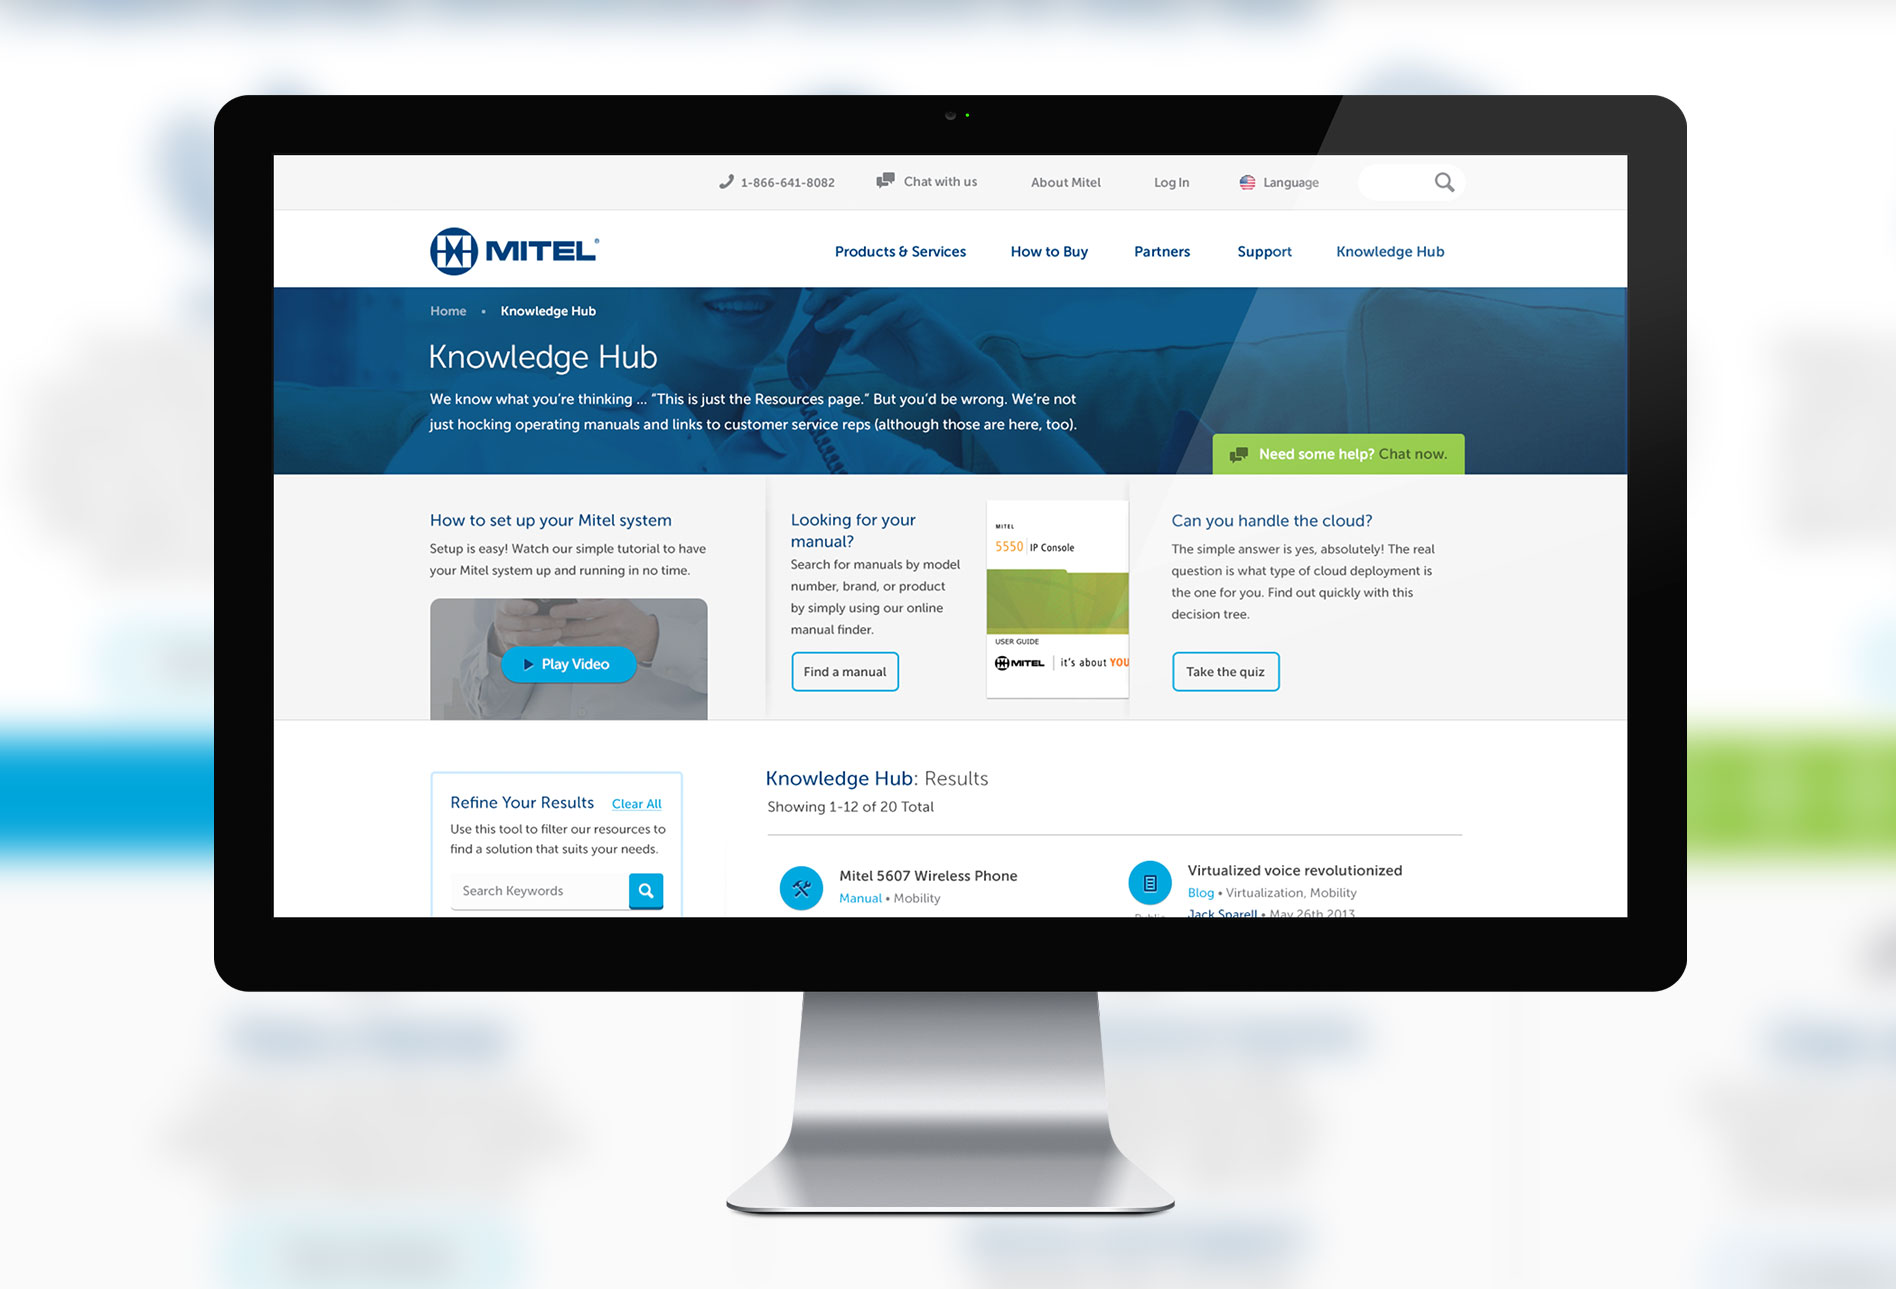 1-866-641-8082
Chat with us
About Mitel
Log In
Language
MITEL®
Products & Services
How to Buy
Partners
Support
Knowledge Hub
Home • Knowledge Hub
Knowledge Hub
We know what you're thinking ... "This is just the Resources page." But you'd be wrong. We're not
just hocking operating manuals and links to customer service reps (although those are here, too).
Need some help? Chat now.
How to set up your Mitel system
Setup is easy! Watch our simple tutorial to have
your Mitel system up and running in no time.
Play Video
Looking for your
manual?
Search for manuals by model
number, brand, or product
by simply using our online
manual finder.
Find a manual
MITEL
5550 IP Console
USER GUIDE
MITEL | it's about YOU
Can you handle the cloud?
The simple answer is yes, absolutely! The real
question is what type of cloud deployment is
the one for you. Find out quickly with this
decision tree.
Take the quiz
Refine Your Results
Clear All
Use this tool to filter our resources to
find a solution that suits your needs.
Search Keywords
Knowledge Hub: Results
Showing 1-12 of 20 Total
Mitel 5607 Wireless Phone
Manual • Mobility
Virtualized voice revolutionized
Blog • Virtualization, Mobility
Jack Sparell • May 26th 2013